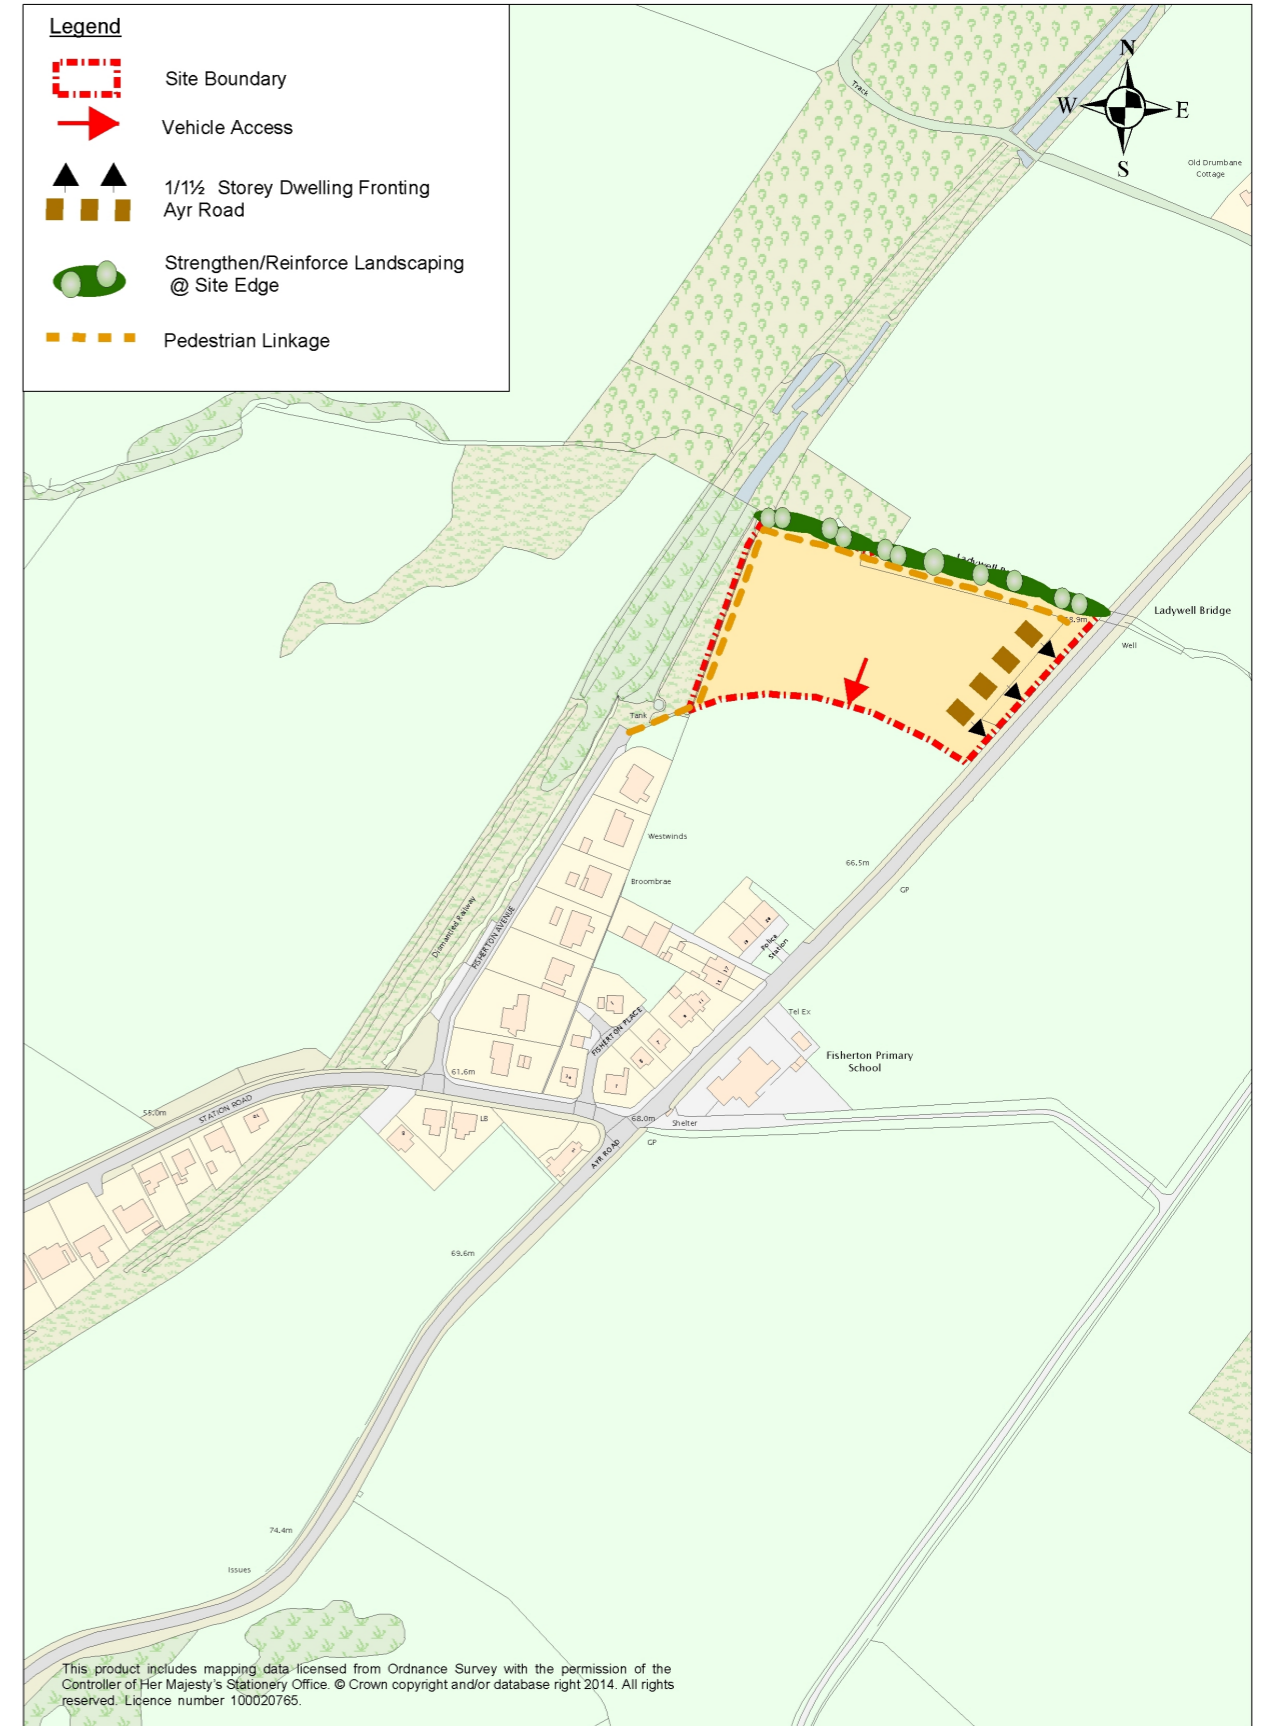 Legend
Site Boundary
Vehicle Access
1/1½ Storey Dwelling Fronting
Ayr Road
Strengthen/Reinforce Landscaping
@ Site Edge
Pedestrian Linkage
N
W
E
S
Track
Old Drumbane
Cottage
Ladywell Bridge
Well
Tank
Westwinds
Broombrae
66.5m
GP
Dismantled Railway
FISHERTON AVENUE
Police
Station
FISHERTON PLACE
Tel Ex
Fisherton Primary
School
61.6m
STATION ROAD
55.0m
LB
68.0m
Shelter
GP
AYR ROAD
69.6m
74.4m
Issues
This product includes mapping data licensed from Ordnance Survey with the permission of the
Controller of Her Majesty's Stationery Office. © Crown copyright and/or database right 2014. All rights
reserved. Licence number 100020765.